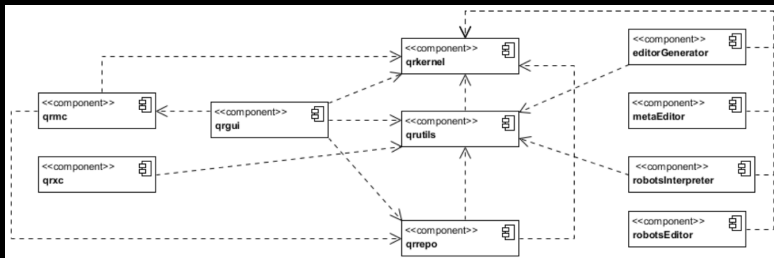 <<component>>
qrkernel
<<component>>
editorGenerator
<<component>>
qrmc
<<component>>
qrgui
<<component>>
qrutils
<<component>>
metaEditor
<<component>>
qrxc
<<component>>
robotsInterpreter
<<component>>
qrrepo
<<component>>
robotsEditor